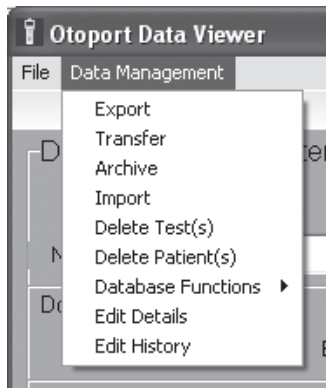 Otoport Data Viewer
File Data Management
Export
Transfer
Archive
Import
Delete Test(s)
Delete Patient(s)
Database Functions
Edit Details
Edit History